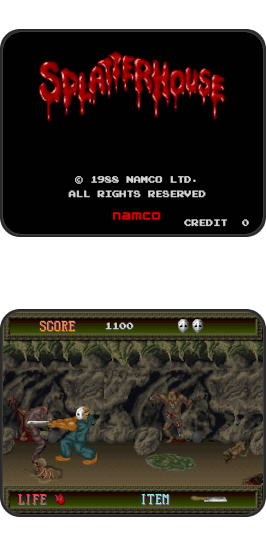 SPLATTERHOUSE
© 1988 NAMCO LTD.
ALL RIGHTS RESERVED
namco
CREDIT 0
SCORE 1100
LIFE ITEM